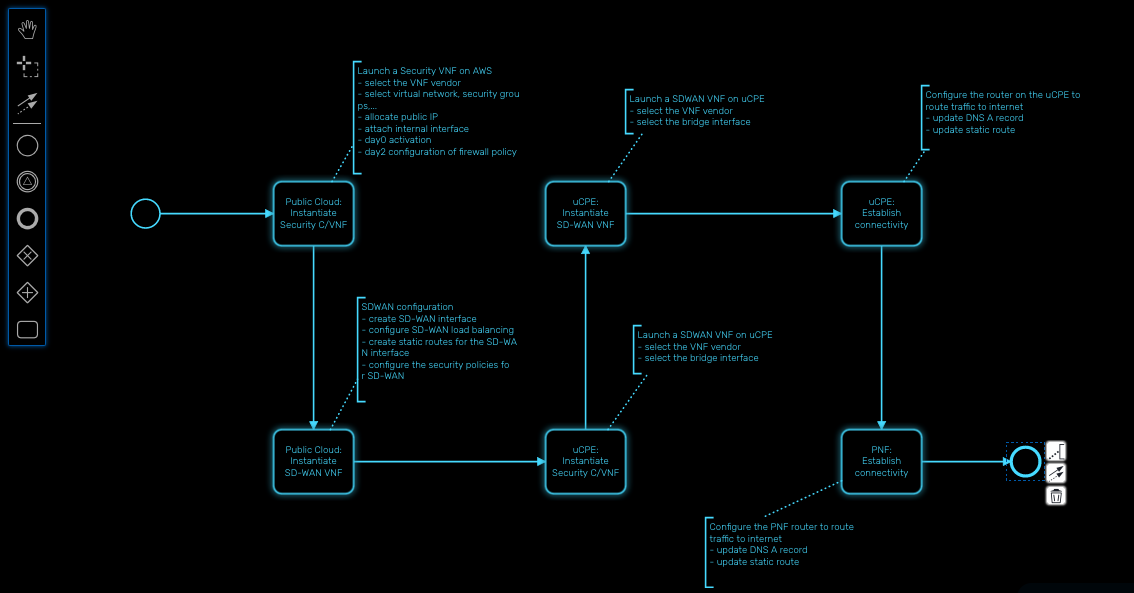 Launch a Security VNF on AWS
- select the VNF vendor
- select virtual network, security grou
ps,...
- allocate public IP
- attach internal interface
- day0 activation
- day2 configuration of firewall policy
Launch a SDWAN VNF on uCPE
- select the VNF vendor
- select the bridge interface
Configure the router on the uCPE to
route traffic to internet
- update DNS A record
- update static route
Public Cloud:
Instantiate
Security C/VNF
uCPE:
Instantiate
SD-WAN VNF
uCPE:
Establish
connectivity
SDWAN configuration
- create SD-WAN interface
- configure SD-WAN load balancing
- create static routes for the SD-WA
N interface
- configure the security policies fo
r SD-WAN
Launch a SDWAN VNF on uCPE
- select the VNF vendor
- select the bridge interface
Public Cloud:
Instantiate
SD-WAN VNF
uCPE:
Instantiate
Security C/VNF
PNF:
Establish
connectivity
Configure the PNF router to route
traffic to internet
- update DNS A record
- update static route